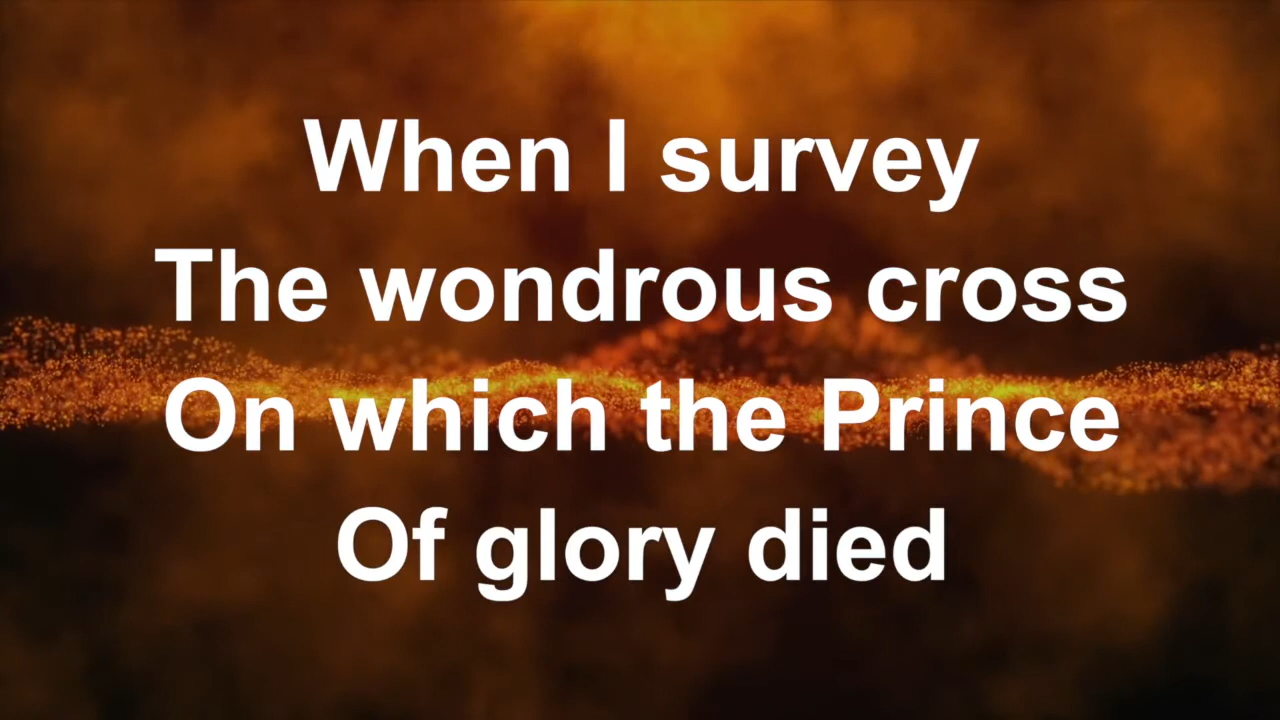 When I survey
The wondrous cross
On which the Prince
Of glory died